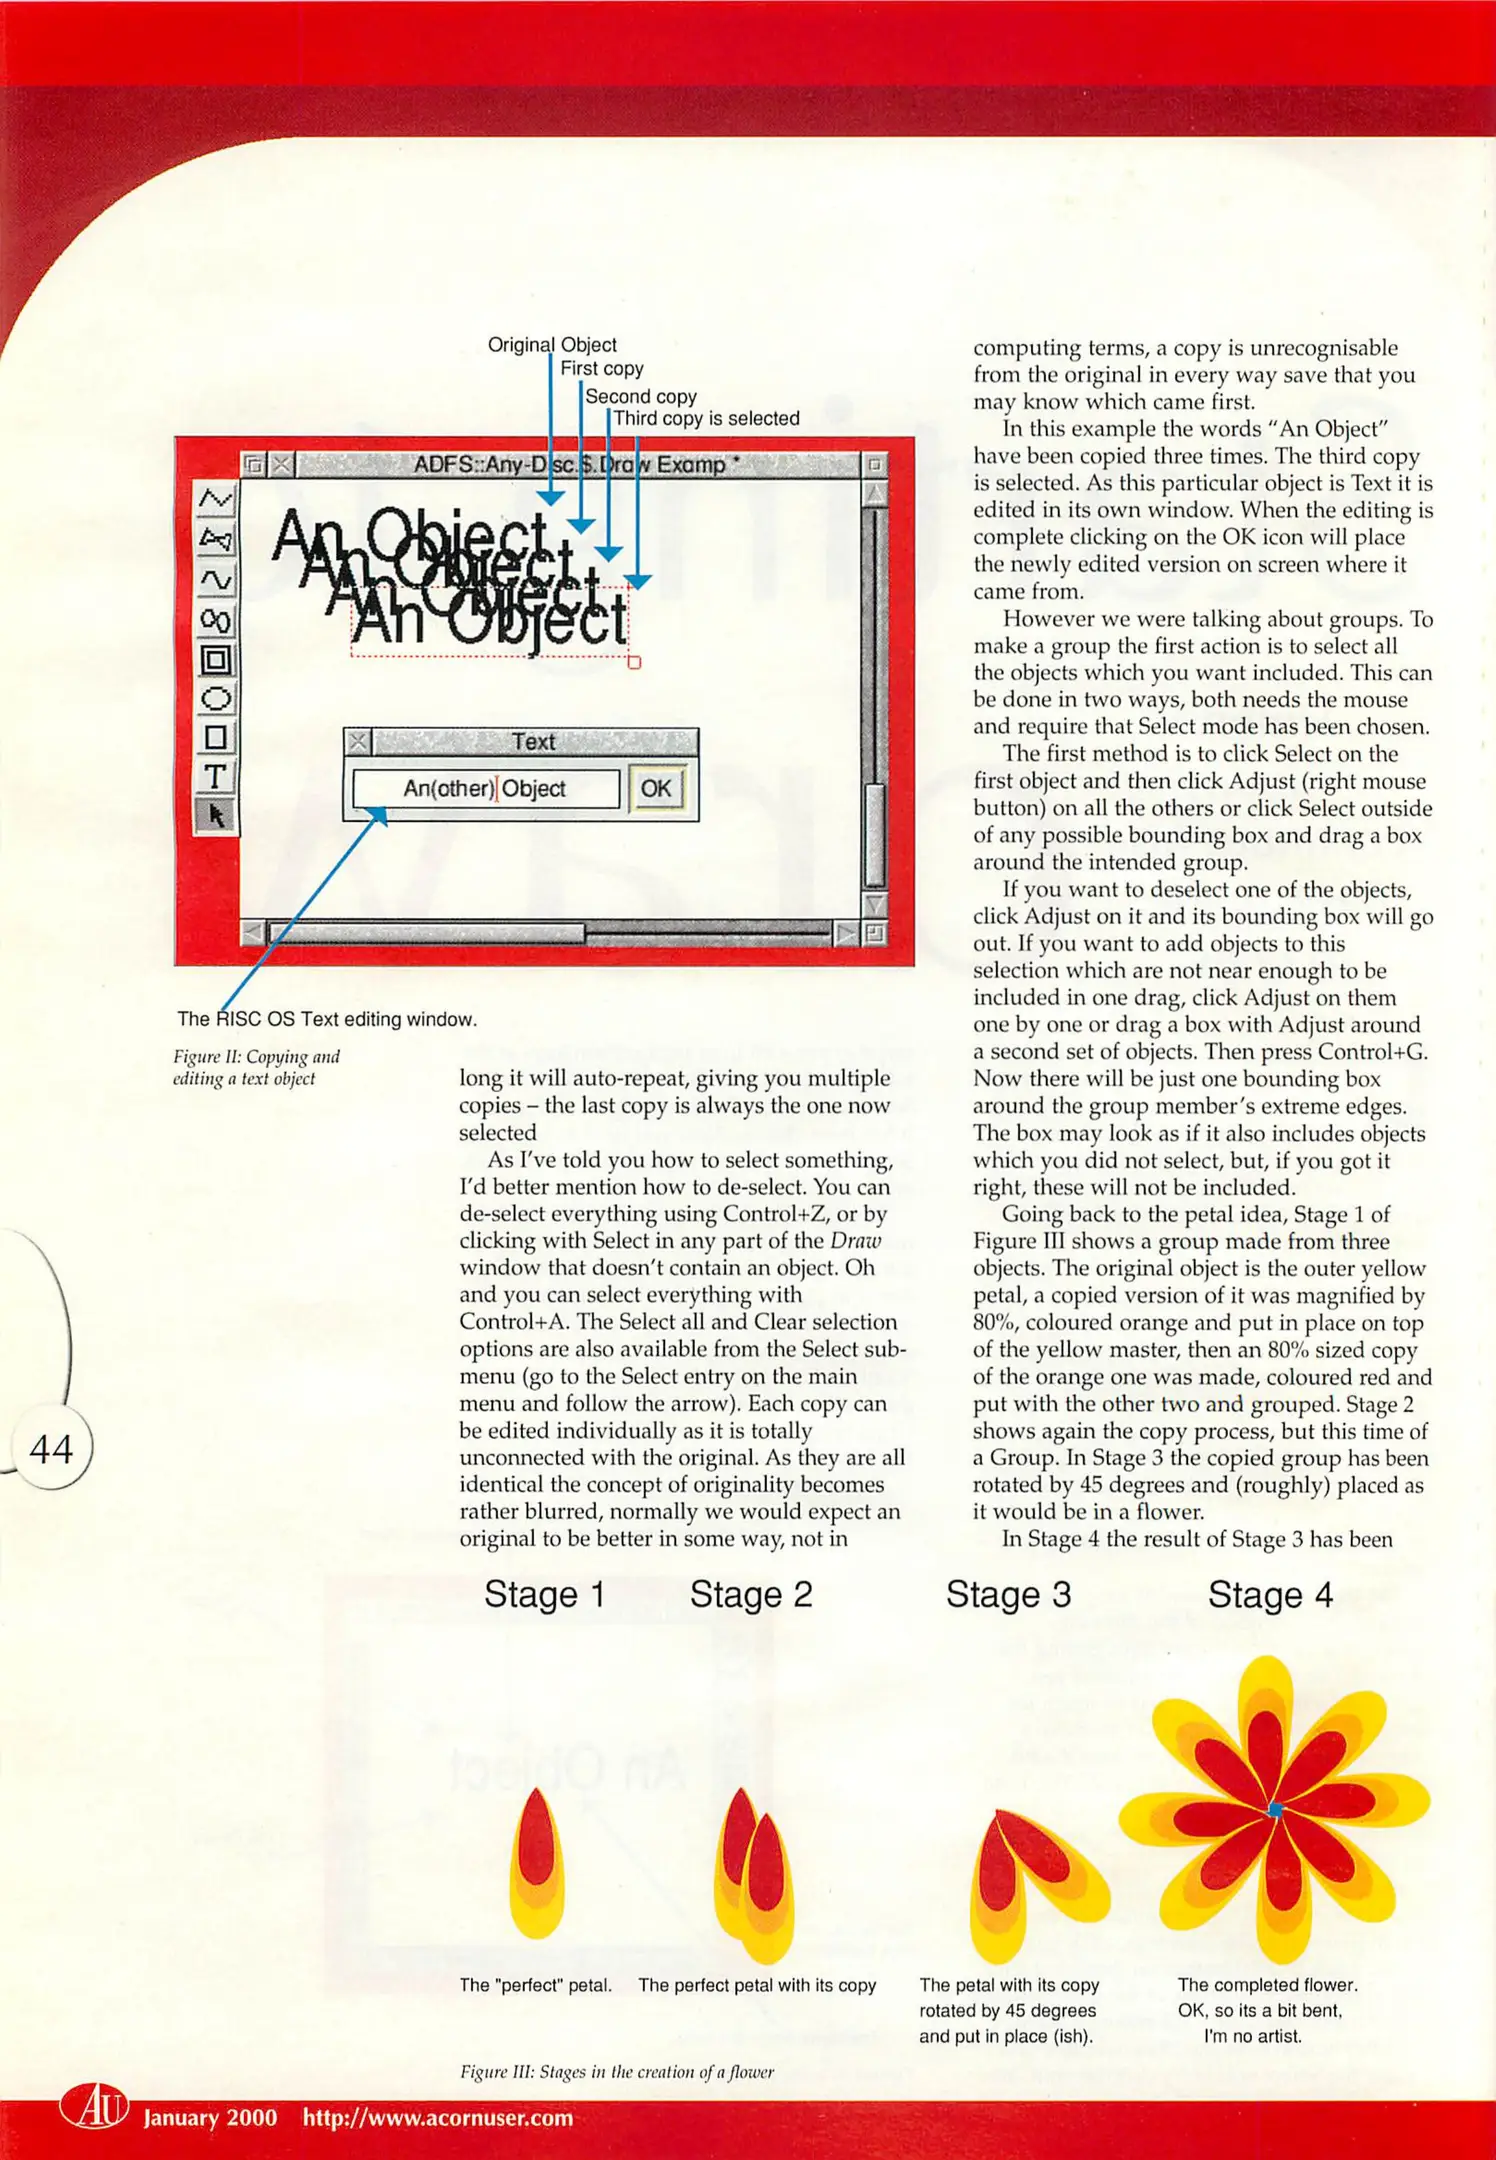 Original Object
First copy
Second copy
Third copy is selected
ADFS::Any-Disc.$.Draw Examp *
An Object
An Object
An Object
An Object
T
Text
An(other) Object
OK
The RISC OS Text editing window.
Figure II: Copying and
editing a text object
long it will auto-repeat, giving you multiple
copies – the last copy is always the one now
selected
As I've told you how to select something,
I'd better mention how to de-select. You can
de-select everything using Control+Z, or by
clicking with Select in any part of the Draw
window that doesn't contain an object. Oh
and you can select everything with
Control+A. The Select all and Clear selection
options are also available from the Select sub-
menu (go to the Select entry on the main
menu and follow the arrow). Each copy can
be edited individually as it is totally
unconnected with the original. As they are all
identical the concept of originality becomes
rather blurred, normally we would expect an
original to be better in some way, not in
computing terms, a copy is unrecognisable
from the original in every way save that you
may know which came first.
In this example the words "An Object"
have been copied three times. The third copy
is selected. As this particular object is Text it is
edited in its own window. When the editing is
complete clicking on the OK icon will place
the newly edited version on screen where it
came from.
However we were talking about groups. To
make a group the first action is to select all
the objects which you want included. This can
be done in two ways, both needs the mouse
and require that Select mode has been chosen.
The first method is to click Select on the
first object and then click Adjust (right mouse
button) on all the others or click Select outside
of any possible bounding box and drag a box
around the intended group.
If you want to deselect one of the objects,
click Adjust on it and its bounding box will go
out. If you want to add objects to this
selection which are not near enough to be
included in one drag, click Adjust on them
one by one or drag a box with Adjust around
a second set of objects. Then press Control+G.
Now there will be just one bounding box
around the group member's extreme edges.
The box may look as if it also includes objects
which you did not select, but, if you got it
right, these will not be included.
Going back to the petal idea, Stage 1 of
Figure III shows a group made from three
objects. The original object is the outer yellow
petal, a copied version of it was magnified by
80%, coloured orange and put in place on top
of the yellow master, then an 80% sized copy
of the orange one was made, coloured red and
put with the other two and grouped. Stage 2
shows again the copy process, but this time of
a Group. In Stage 3 the copied group has been
rotated by 45 degrees and (roughly) placed as
it would be in a flower.
In Stage 4 the result of Stage 3 has been
44
Stage 1
Stage 2
Stage 3
Stage 4
The "perfect" petal.
The perfect petal with its copy
The petal with its copy
rotated by 45 degrees
and put in place (ish).
The completed flower.
OK, so its a bit bent,
I'm no artist.
Figure III: Stages in the creation of a flower
AU January 2000 http://www.acornuser.com